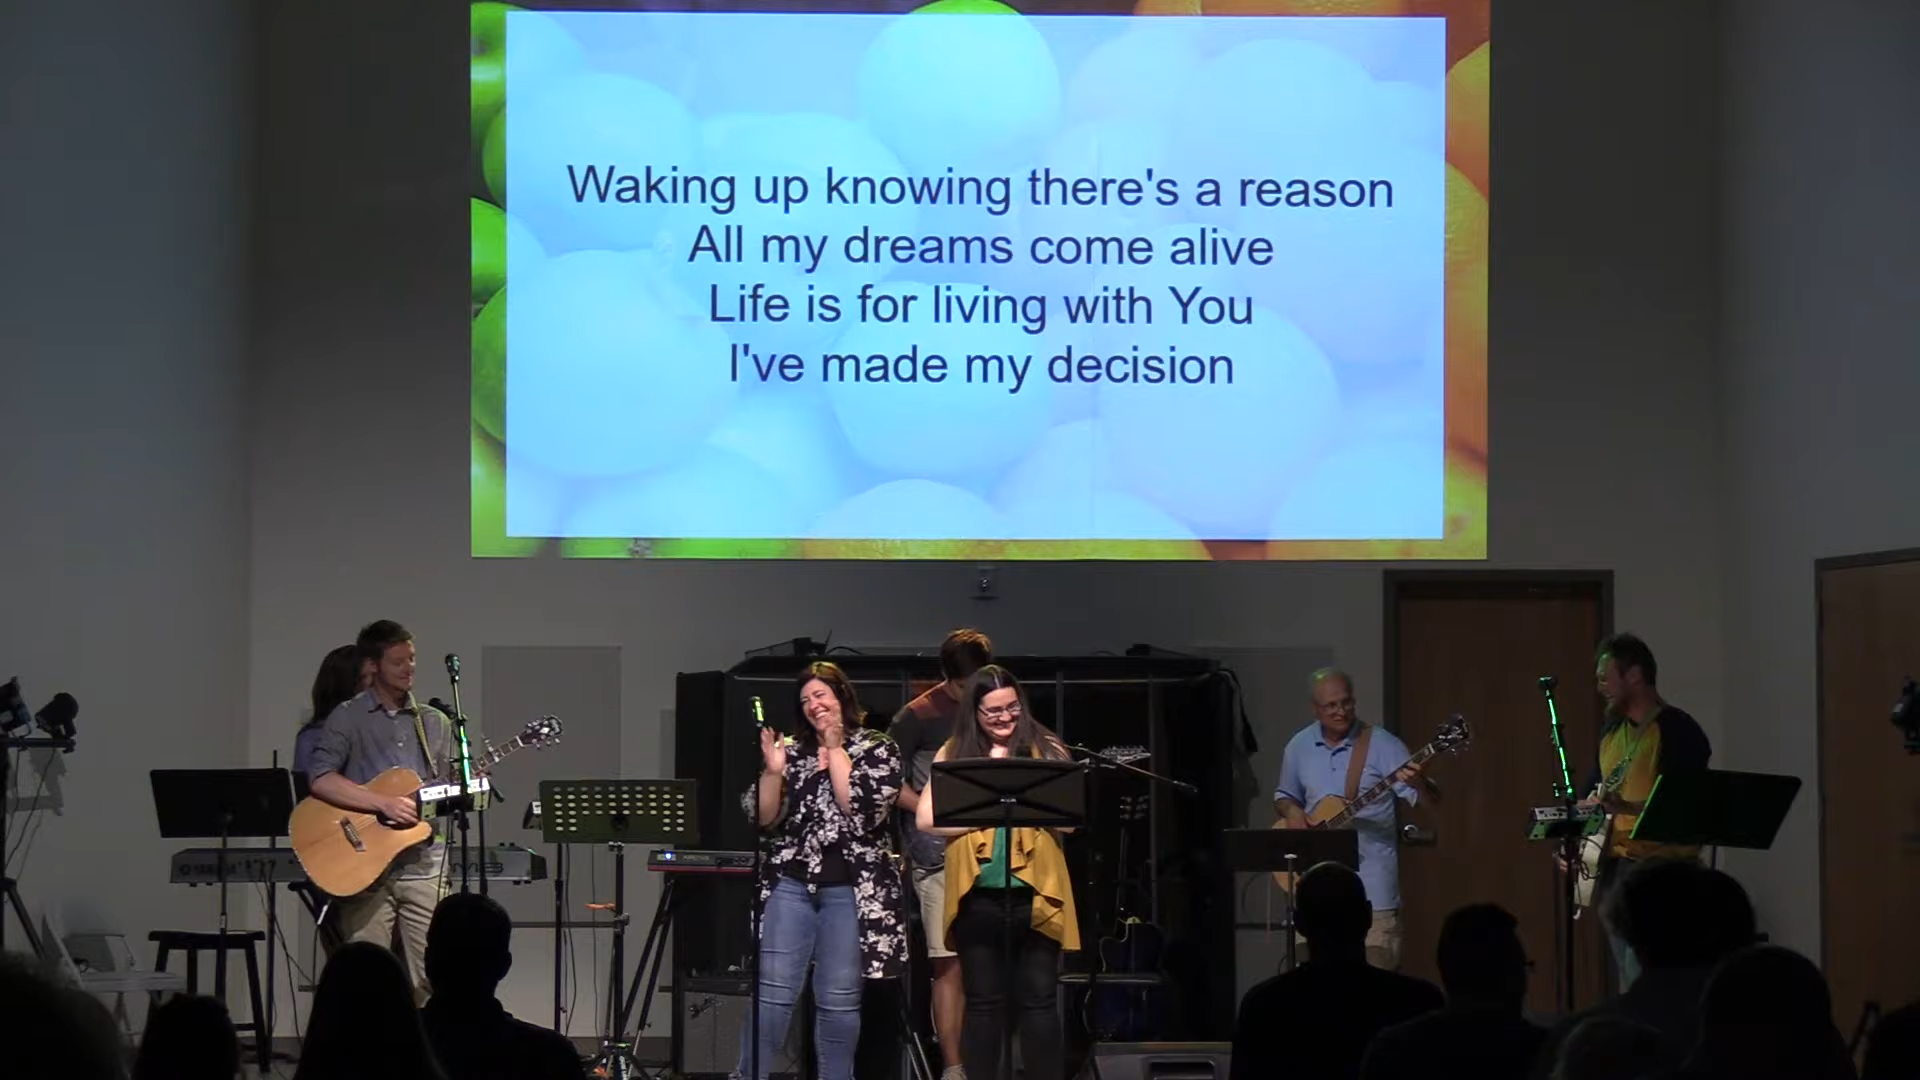 Waking up knowing there's a reason
All my dreams come alive
Life is for living with You
I've made my decision